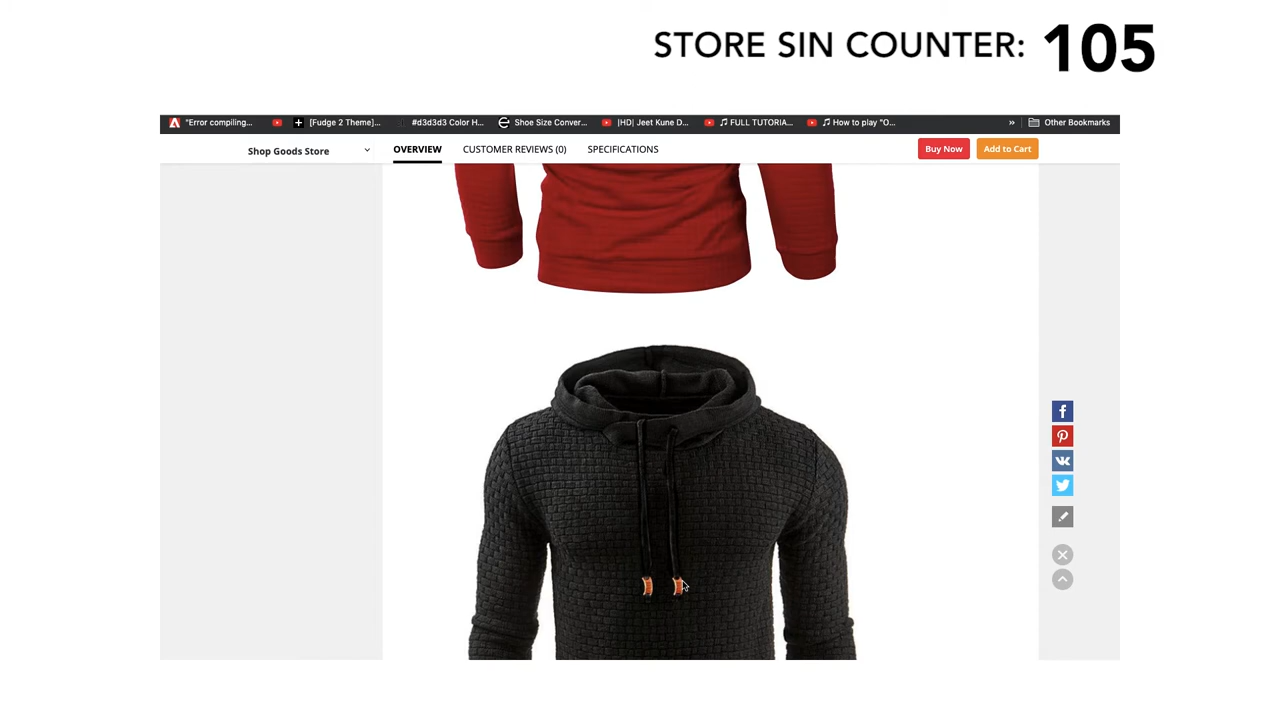 STORE SIN COUNTER: 105
"Error compiling... [Fudge 2 Theme]... #d3d3d3 Color H... Shoe Size Conver... |HD| Jeet Kune D... 🎵 FULL TUTORIA... 🎵 How to play "O... » Other Bookmarks
Shop Goods Store OVERVIEW CUSTOMER REVIEWS (0) SPECIFICATIONS Buy Now Add to Cart